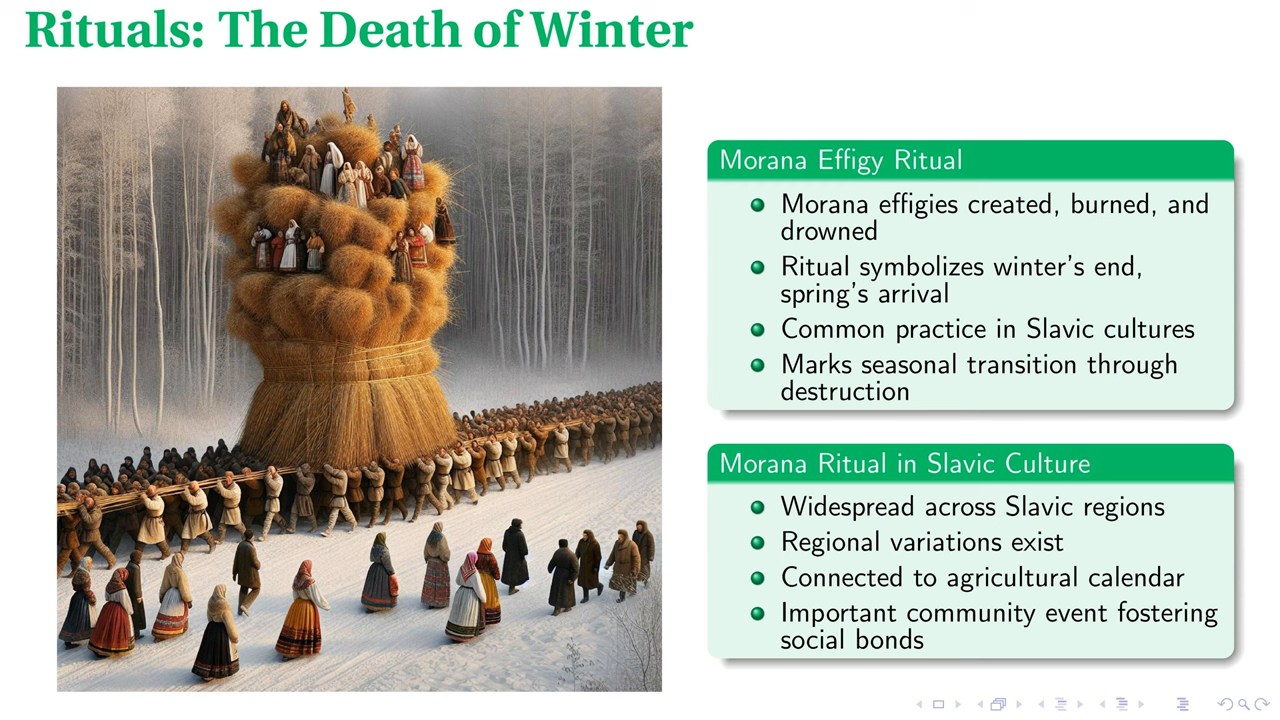 Rituals: The Death of Winter
Morana Effigy Ritual
Morana effigies created, burned, and
drowned
Ritual symbolizes winter's end,
spring's arrival
Common practice in Slavic cultures
Marks seasonal transition through
destruction
Morana Ritual in Slavic Culture
Widespread across Slavic regions
Regional variations exist
Connected to agricultural calendar
Important community event fostering
social bonds